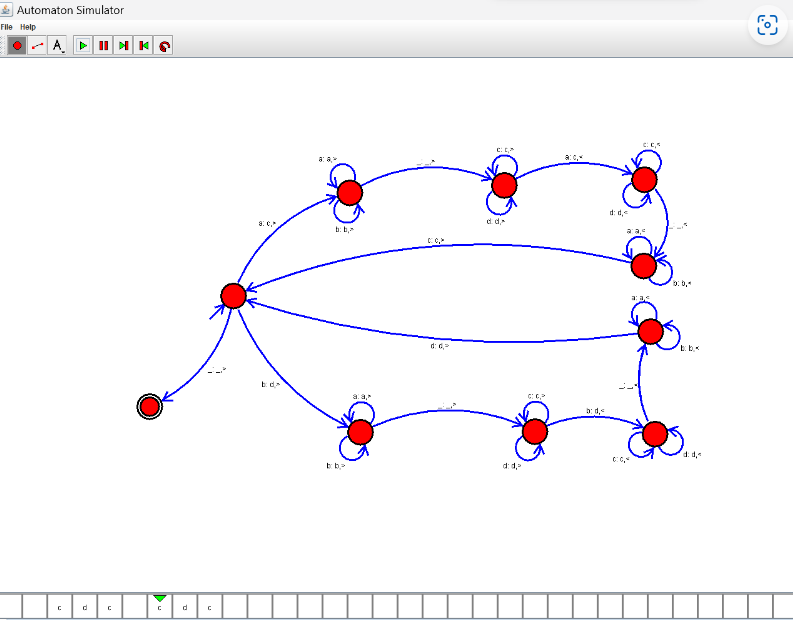 Automaton Simulator
File Help
A
a: a,>
_: _,>
c: c,>
a: c,<
c: c,<
b: b,>
d: d,>
d: d,<
_: _,<
a: c,>
a: a,<
b: b,<
c: c,>
a: a,<
b: b,<
d: d,>
_: _,>
b: d,>
_: _,<
a: a,>
_: _,>
c: c,>
b: d,<
b: b,>
d: d,>
c: c,<
d: d,<
c d c c d c